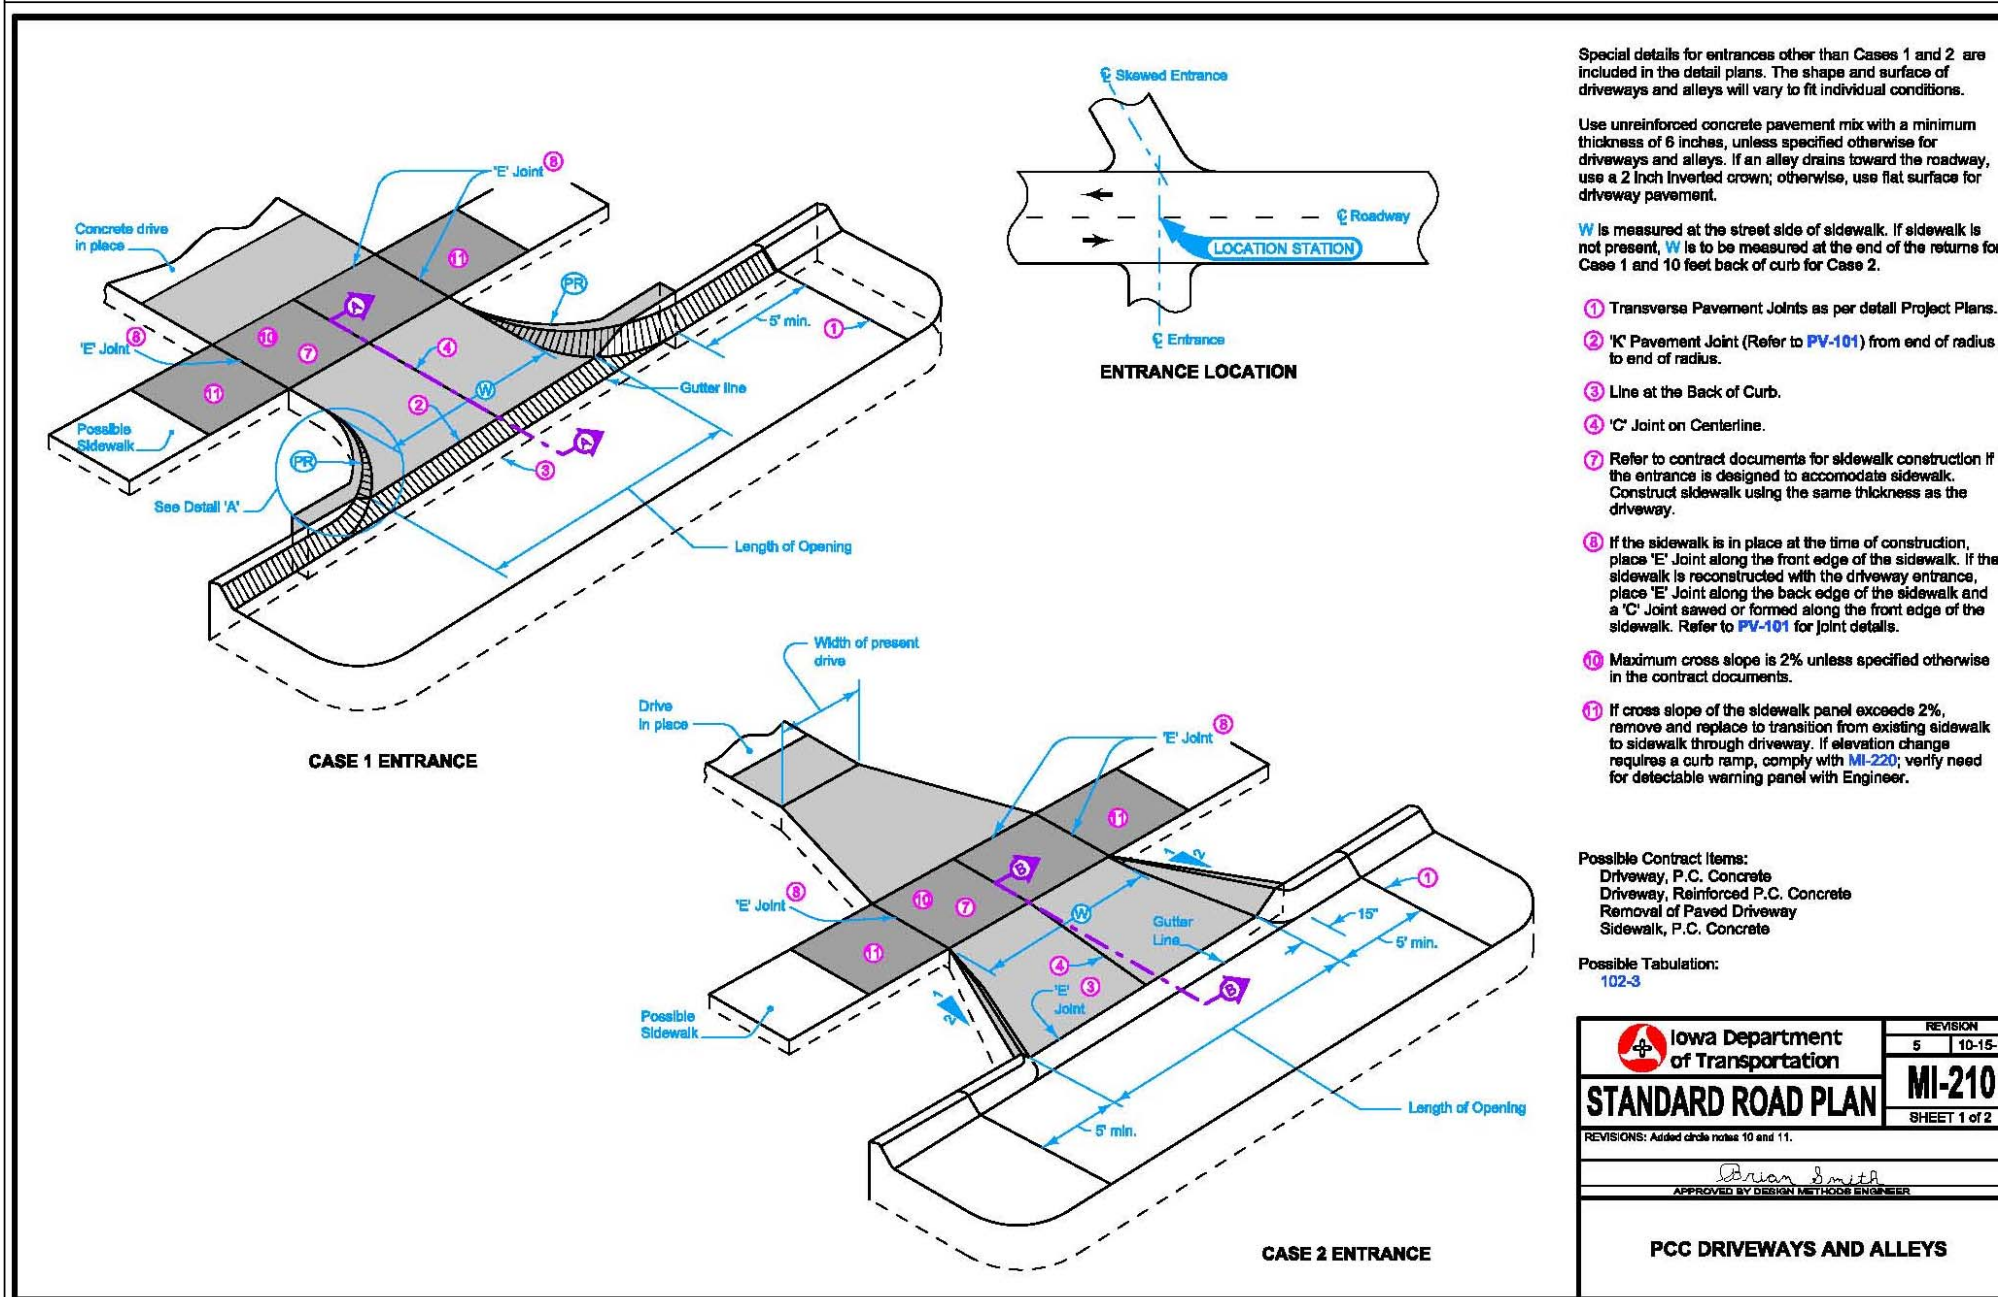 Concrete drive
in place
'E' Joint
8
11
PR
5' min.
1
8
'E' Joint
10
7
A
4
W
2
Gutter line
11
A
3
Possible
Sidewalk
PR
See Detail 'A'
Length of Opening
CASE 1 ENTRANCE
℄ Skewed Entrance
℄ Roadway
LOCATION STATION
℄ Entrance
ENTRANCE LOCATION
Width of present
drive
Drive
in place
8
'E' Joint
11
1
2
B
8
'E' Joint
10
7
W
Gutter
Line
1
15"
5' min.
11
4
'E'
Joint
3
B
1
2
Possible
Sidewalk
5' min.
Length of Opening
CASE 2 ENTRANCE
Special details for entrances other than Cases 1 and 2 are
included in the detail plans. The shape and surface of
driveways and alleys will vary to fit individual conditions.
Use unreinforced concrete pavement mix with a minimum
thickness of 6 inches, unless specified otherwise for
driveways and alleys. If an alley drains toward the roadway,
use a 2 inch inverted crown; otherwise, use flat surface for
driveway pavement.
W is measured at the street side of sidewalk. If sidewalk is
not present, W is to be measured at the end of the returns for
Case 1 and 10 feet back of curb for Case 2.
1 Transverse Pavement Joints as per detail Project Plans.
2 'K' Pavement Joint (Refer to PV-101) from end of radius
to end of radius.
3 Line at the Back of Curb.
4 'C' Joint on Centerline.
7 Refer to contract documents for sidewalk construction if
the entrance is designed to accomodate sidewalk.
Construct sidewalk using the same thickness as the
driveway.
8 If the sidewalk is in place at the time of construction,
place 'E' Joint along the front edge of the sidewalk. If the
sidewalk is reconstructed with the driveway entrance,
place 'E' Joint along the back edge of the sidewalk and
a 'C' Joint sawed or formed along the front edge of the
sidewalk. Refer to PV-101 for joint details.
10 Maximum cross slope is 2% unless specified otherwise
in the contract documents.
11 If cross slope of the sidewalk panel exceeds 2%,
remove and replace to transition from existing sidewalk
to sidewalk through driveway. If elevation change
requires a curb ramp, comply with MI-220; verify need
for detectable warning panel with Engineer.
Possible Contract Items:
Driveway, P.C. Concrete
Driveway, Reinforced P.C. Concrete
Removal of Paved Driveway
Sidewalk, P.C. Concrete
Possible Tabulation:
102-3
Iowa Department
of Transportation
REVISION
5 10-15-
STANDARD ROAD PLAN
MI-210
SHEET 1 of 2
REVISIONS: Added circle notes 10 and 11.
Brian Smith
APPROVED BY DESIGN METHODS ENGINEER
PCC DRIVEWAYS AND ALLEYS